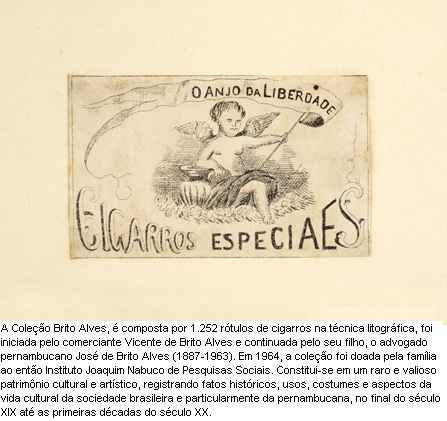 O ANJO DA LIBERDADE
CIGARROS ESPECIAES
A Coleção Brito Alves, é composta por 1.252 rótulos de cigarros na técnica litográfica, foi
iniciada pelo comerciante Vicente de Brito Alves e continuada pelo seu filho, o advogado
pernambucano José de Brito Alves (1887-1963). Em 1964, a coleção foi doada pela família
ao então Instituto Joaquim Nabuco de Pesquisas Sociais. Constitui-se em um raro e valioso
patrimônio cultural e artístico, registrando fatos históricos, usos, costumes e aspectos da
vida cultural da sociedade brasileira e particularmente da pernambucana, no final do século
XIX até as primeiras décadas do século XX.